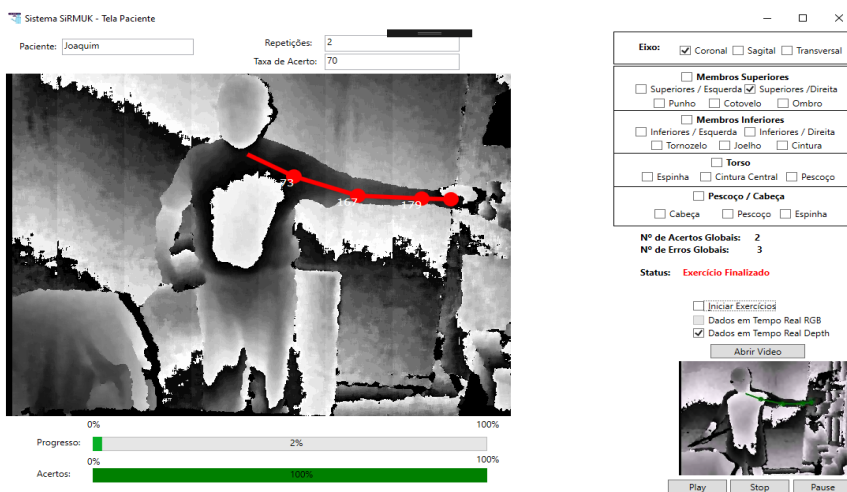 Sistema SiRMUK - Tela Paciente
Paciente: Joaquim
Repetições: 2
Taxa de Acerto: 70
73
167
179
0% 100%
Progresso: 2%
0% 100%
Acertos: 100%
Eixo: Coronal Sagital Transversal
Membros Superiores
Superiores / Esquerda Superiores /Direita
Punho Cotovelo Ombro
Membros Inferiores
Inferiores / Esquerda Inferiores / Direita
Tornozelo Joelho Cintura
Torso
Espinha Cintura Central Pescoço
Pescoço / Cabeça
Cabeça Pescoço Espinha
Nº de Acertos Globais: 2
Nº de Erros Globais: 3
Status: Exercício Finalizado
Iniciar Exercícios
Dados em Tempo Real RGB
Dados em Tempo Real Depth
Abrir Video
Play Stop Pause